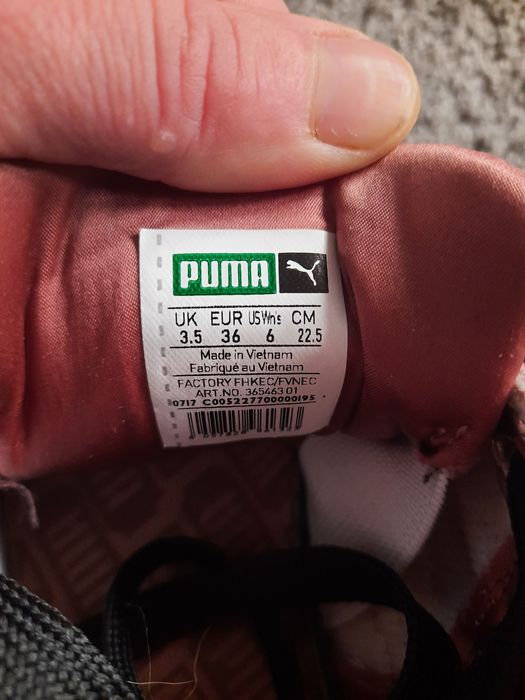 PUMA
UK EUR US Wn's CM
3.5 36 6 22.5
Made in Vietnam
Fabriqué au Vietnam
FACTORY FHKEC/FVNEC
ART.NO. 365463 01
0717 C005227700000195